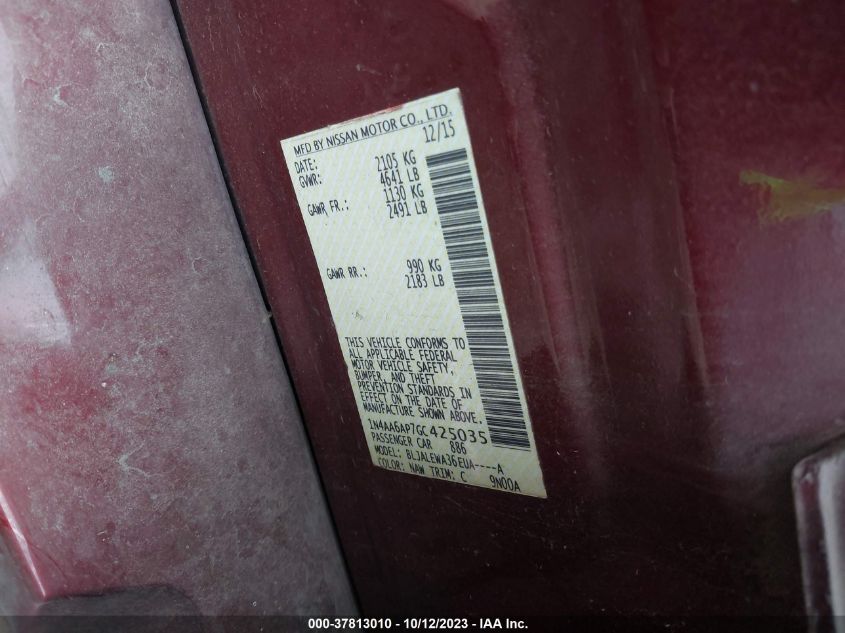 MFD BY NISSAN MOTOR CO., LTD.
DATE: 12/15
GVWR: 2105 KG
4641 LB
GAWR FR.: 1130 KG
2491 LB
GAWR RR.: 990 KG
2183 LB
THIS VEHICLE CONFORMS TO
ALL APPLICABLE FEDERAL
MOTOR VEHICLE SAFETY,
BUMPER, AND THEFT
PREVENTION STANDARDS IN
EFFECT ON THE DATE OF
MANUFACTURE SHOWN ABOVE.
1N4AA6AP7GC425035
PASSENGER CAR 886
MODEL: BLJALEWA36EUA----A
COLOR: NAW TRIM: C 9N00A
000-37813010 - 10/12/2023 - IAA Inc.